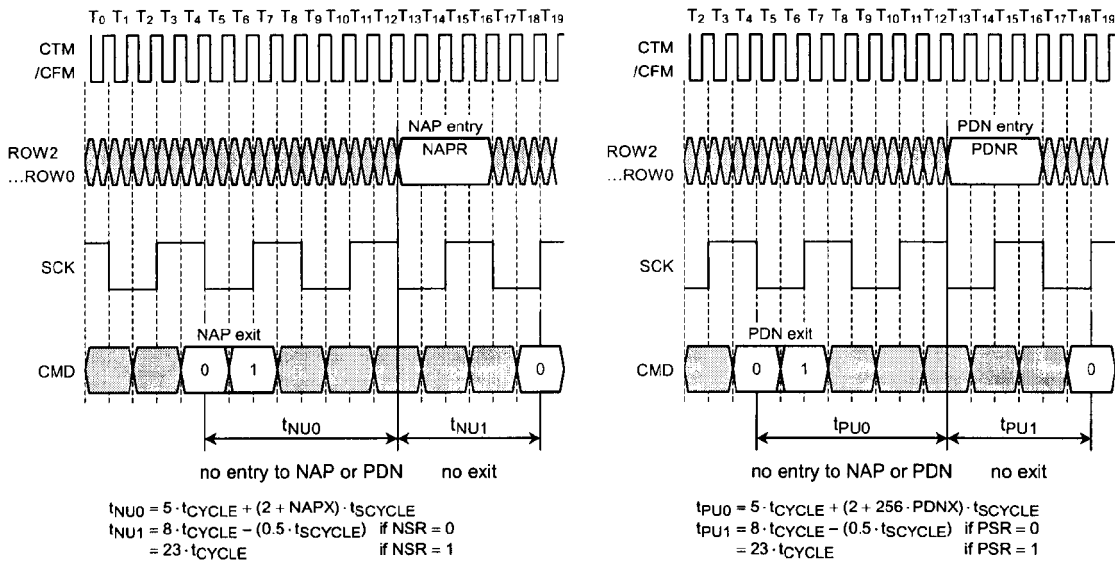 T0 T1 T2 T3 T4 T5 T6 T7 T8 T9 T10 T11 T12 T13 T14 T15 T16 T17 T18 T19
CTM
/CFM
NAP entry
ROW2
...ROW0
NAPR
SCK
NAP exit
CMD
0 1 0
tNU0 tNU1
no entry to NAP or PDN no exit
tNU0 = 5 · tCYCLE + (2 + NAPX) · tSCYCLE
tNU1 = 8 · tCYCLE – (0.5 · tSCYCLE) if NSR = 0
= 23 · tCYCLE if NSR = 1
T2 T3 T4 T5 T6 T7 T8 T9 T10 T11 T12 T13 T14 T15 T16 T17 T18 T19
CTM
/CFM
PDN entry
ROW2
...ROW0
PDNR
SCK
PDN exit
CMD
0 1 0
tPU0 tPU1
no entry to NAP or PDN no exit
tPU0 = 5 · tCYCLE + (2 + 256 · PDNX) · tSCYCLE
tPU1 = 8 · tCYCLE – (0.5 · tSCYCLE) if PSR = 0
= 23 · tCYCLE if PSR = 1